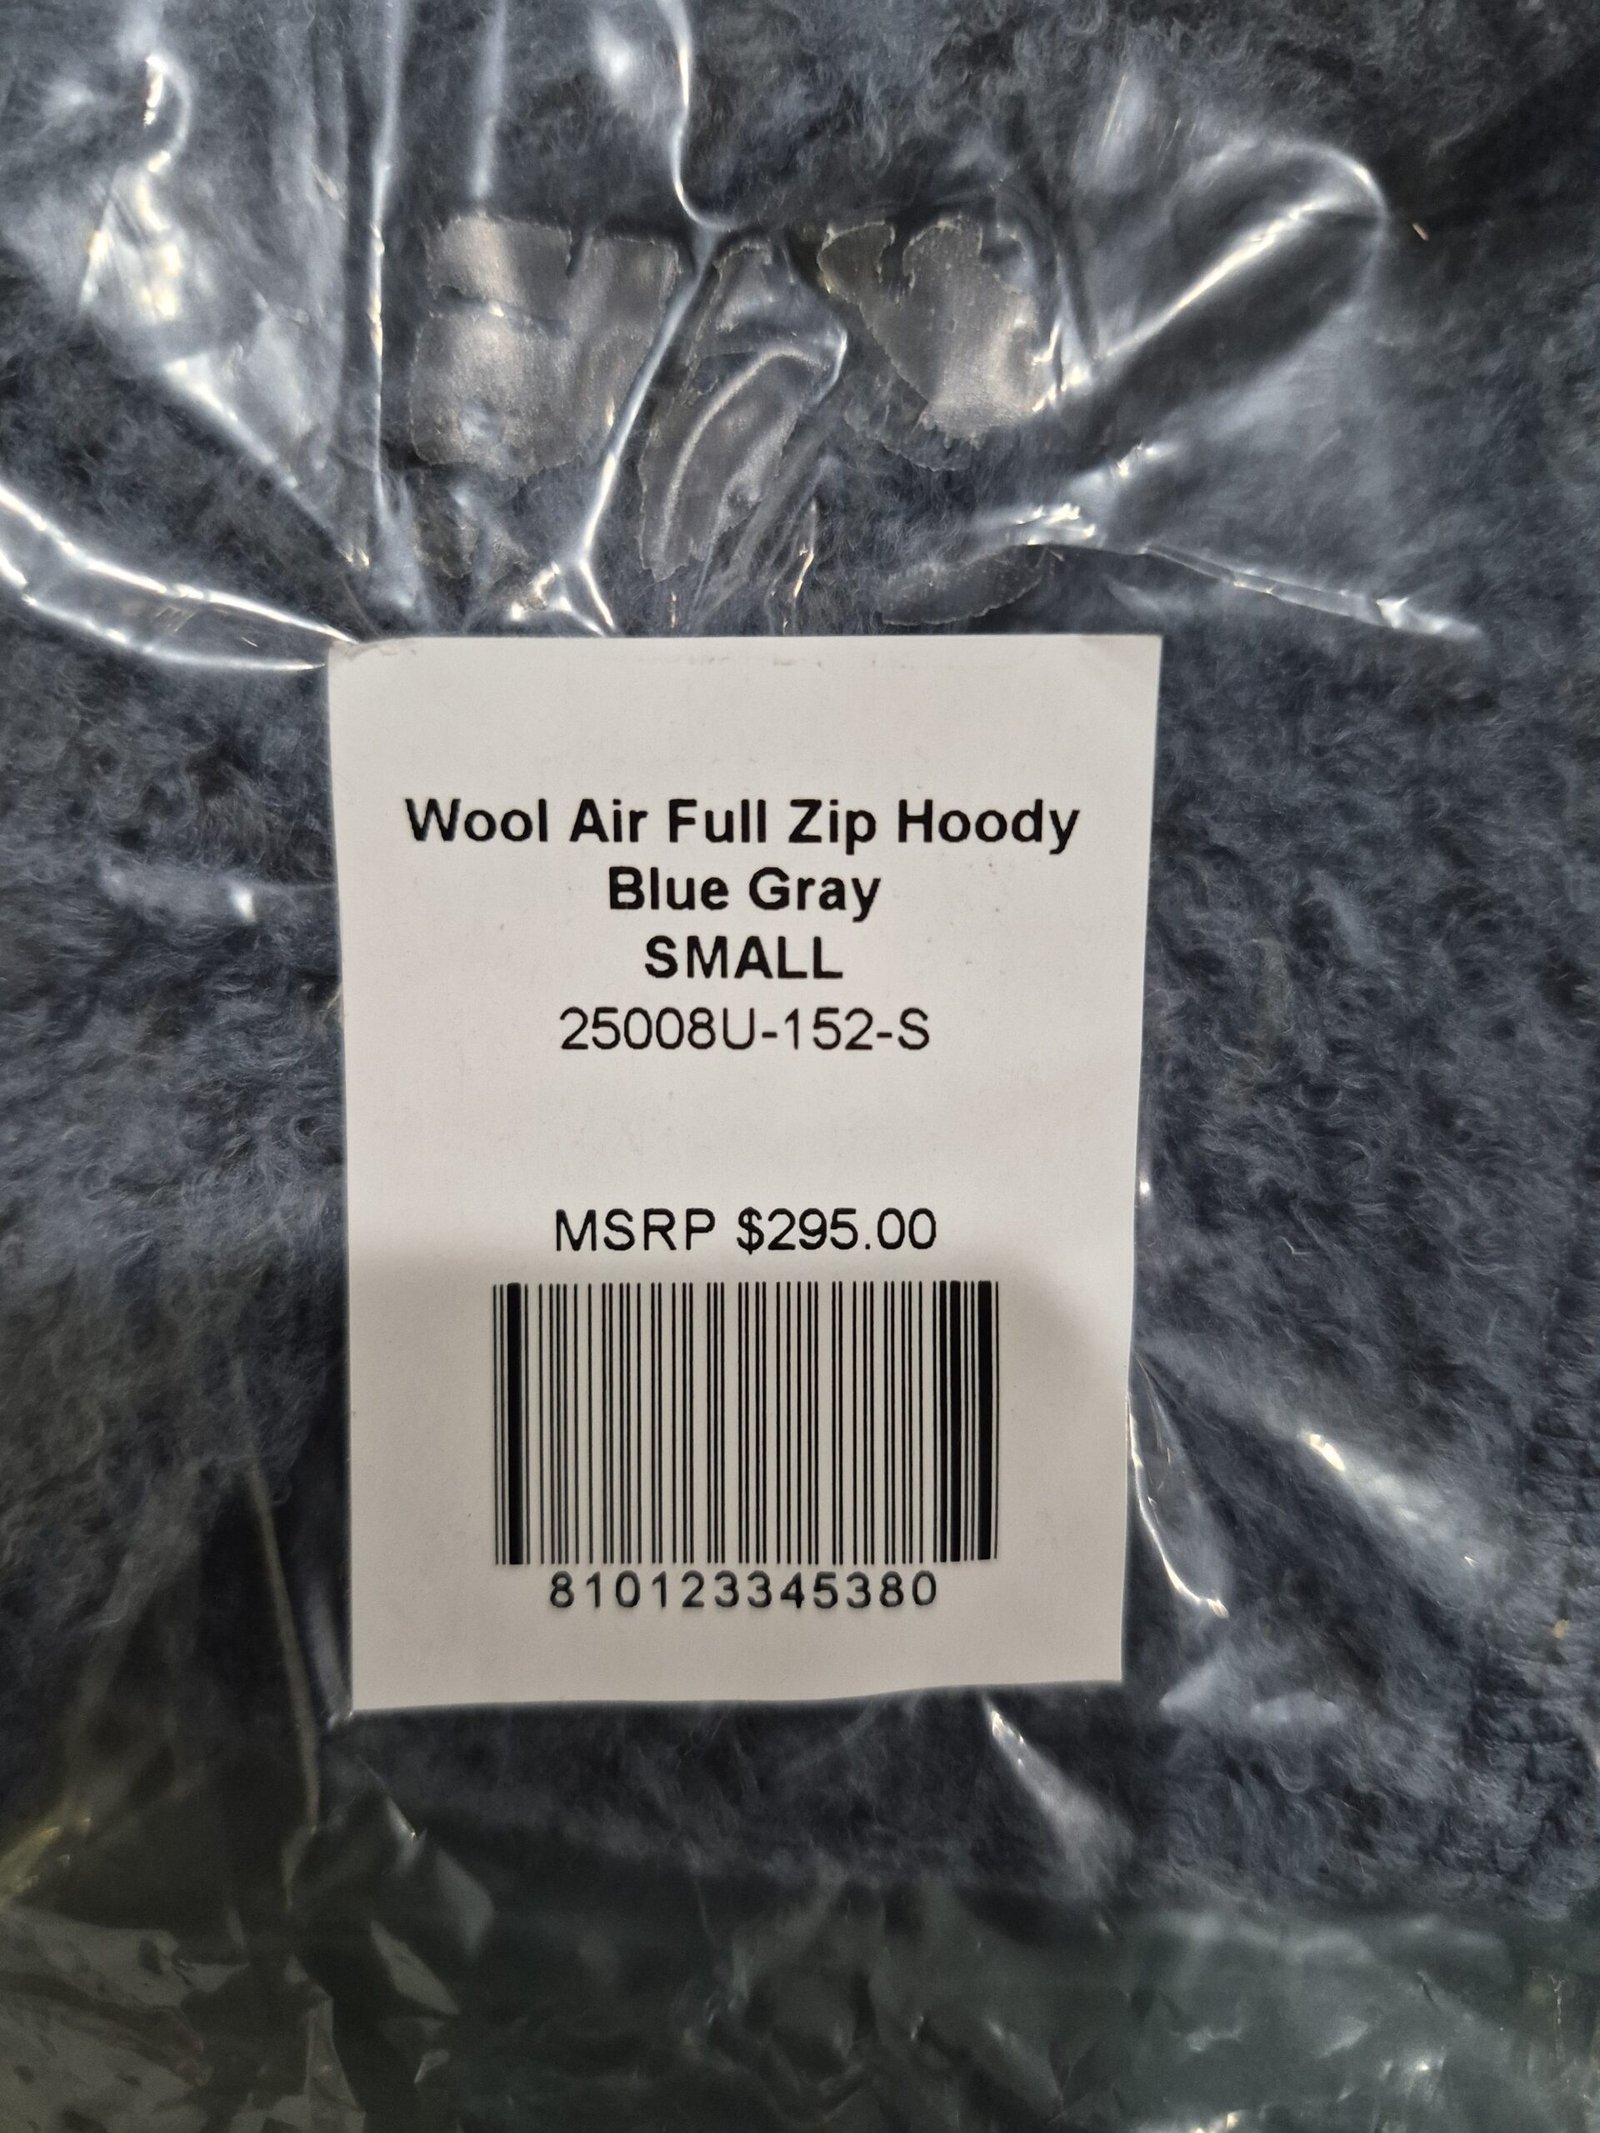 Wool Air Full Zip Hoody
Blue Gray
SMALL
25008U-152-S
MSRP $295.00
810123345380